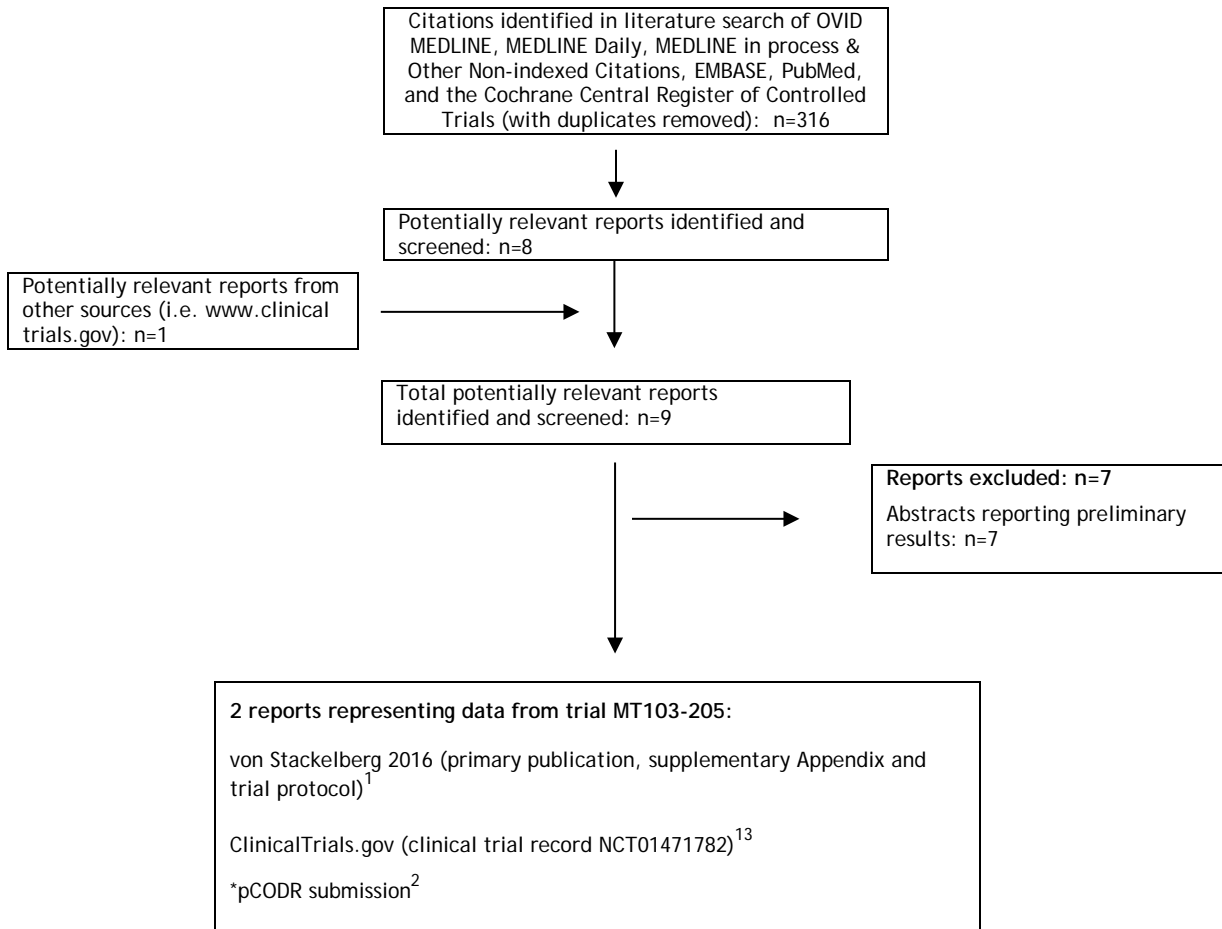 Citations identified in literature search of OVID
MEDLINE, MEDLINE Daily, MEDLINE in process &
Other Non-indexed Citations, EMBASE, PubMed,
and the Cochrane Central Register of Controlled
Trials (with duplicates removed): n=316
Potentially relevant reports identified and
screened: n=8
Potentially relevant reports from
other sources (i.e. www.clinical
trials.gov): n=1
Total potentially relevant reports
identified and screened: n=9
Reports excluded: n=7
Abstracts reporting preliminary
results: n=7
2 reports representing data from trial MT103-205:
von Stackelberg 2016 (primary publication, supplementary Appendix and
trial protocol)1
ClinicalTrials.gov (clinical trial record NCT01471782)13
*pCODR submission2